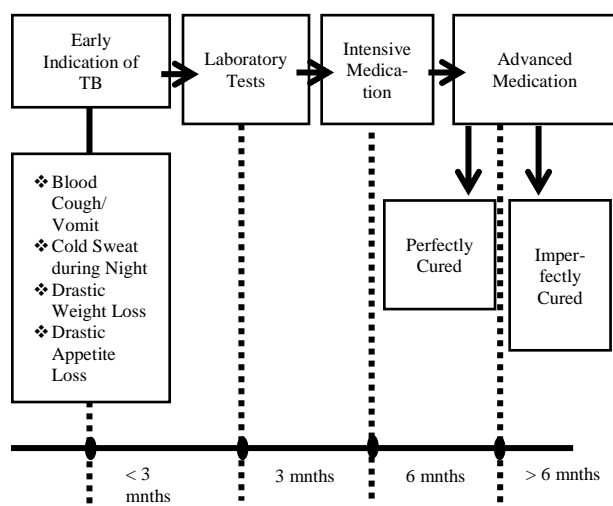 Early
Indication of
TB
Laboratory
Tests
Intensive
Medica-
tion
Advanced
Medication
❖ Blood
Cough/
Vomit
❖ Cold Sweat
during Night
❖ Drastic
Weight Loss
❖ Drastic
Appetite
Loss
Perfectly
Cured
Imper-
fectly
Cured
< 3
mnths
3 mnths
6 mnths
> 6 mnths